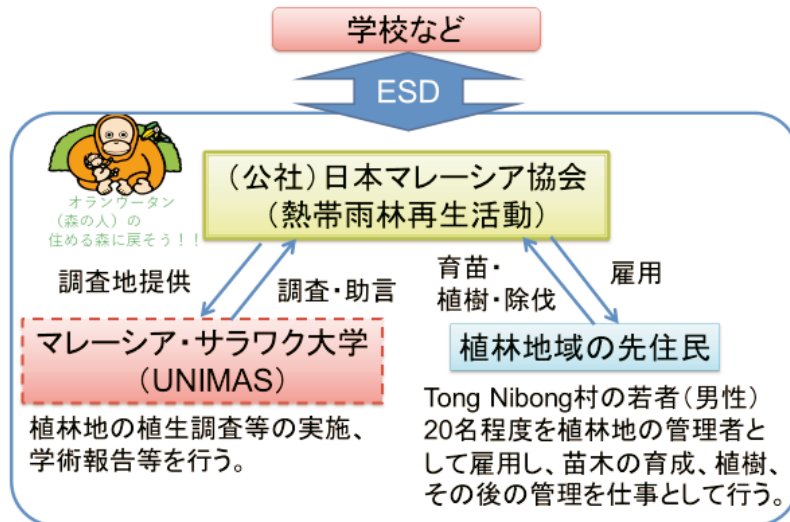 学校など
ESD
(公社)日本マレーシア協会
(熱帯雨林再生活動)
オランウータン
(森の人)の
住める森に戻そう!!
調査地提供
調査・助言
育苗・
植樹・除伐
雇用
マレーシア・サラワク大学
(UNIMAS)
植林地の植生調査等の実施、
学術報告等を行う。
植林地域の先住民
Tong Nibong村の若者(男性)
20名程度を植林地の管理者と
して雇用し、苗木の育成、植樹、
その後の管理を仕事として行う。